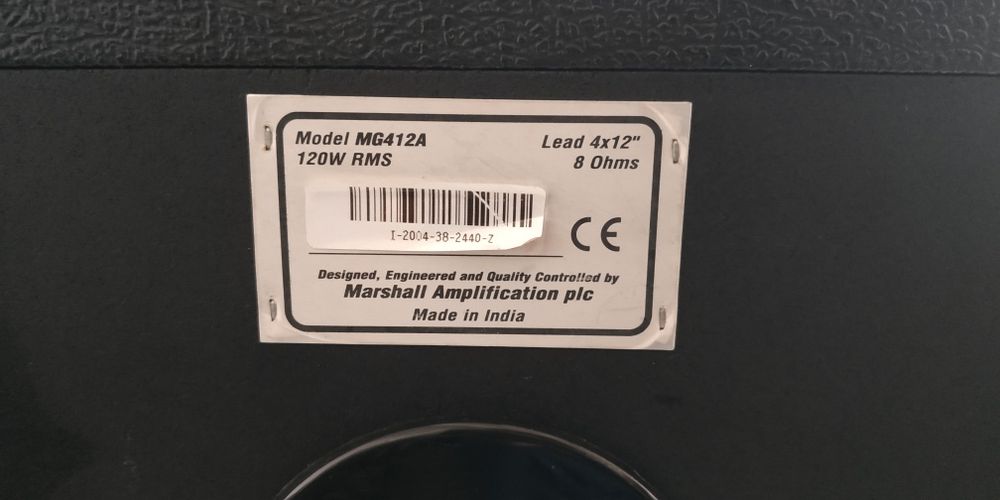 Model MG412A
Lead 4x12"
120W RMS
8 Ohms
I-2004-38-2440-Z
CE
Designed, Engineered and Quality Controlled by
Marshall Amplification plc
Made in India